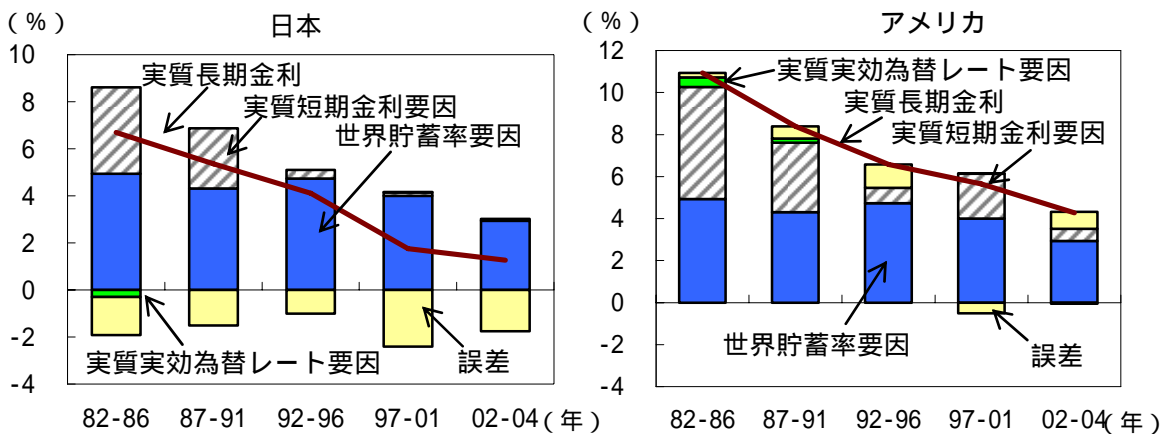 (%)
日本
10
8
6
4
2
0
-2
-4
実質長期金利
実質短期金利要因
世界貯蓄率要因
実質実効為替レート要因
誤差
82-86 87-91 92-96 97-01 02-04 (年)
(%)
アメリカ
12
10
8
6
4
2
0
-2
-4
実質実効為替レート要因
実質長期金利
実質短期金利要因
世界貯蓄率要因
誤差
82-86 87-91 92-96 97-01 02-04 (年)